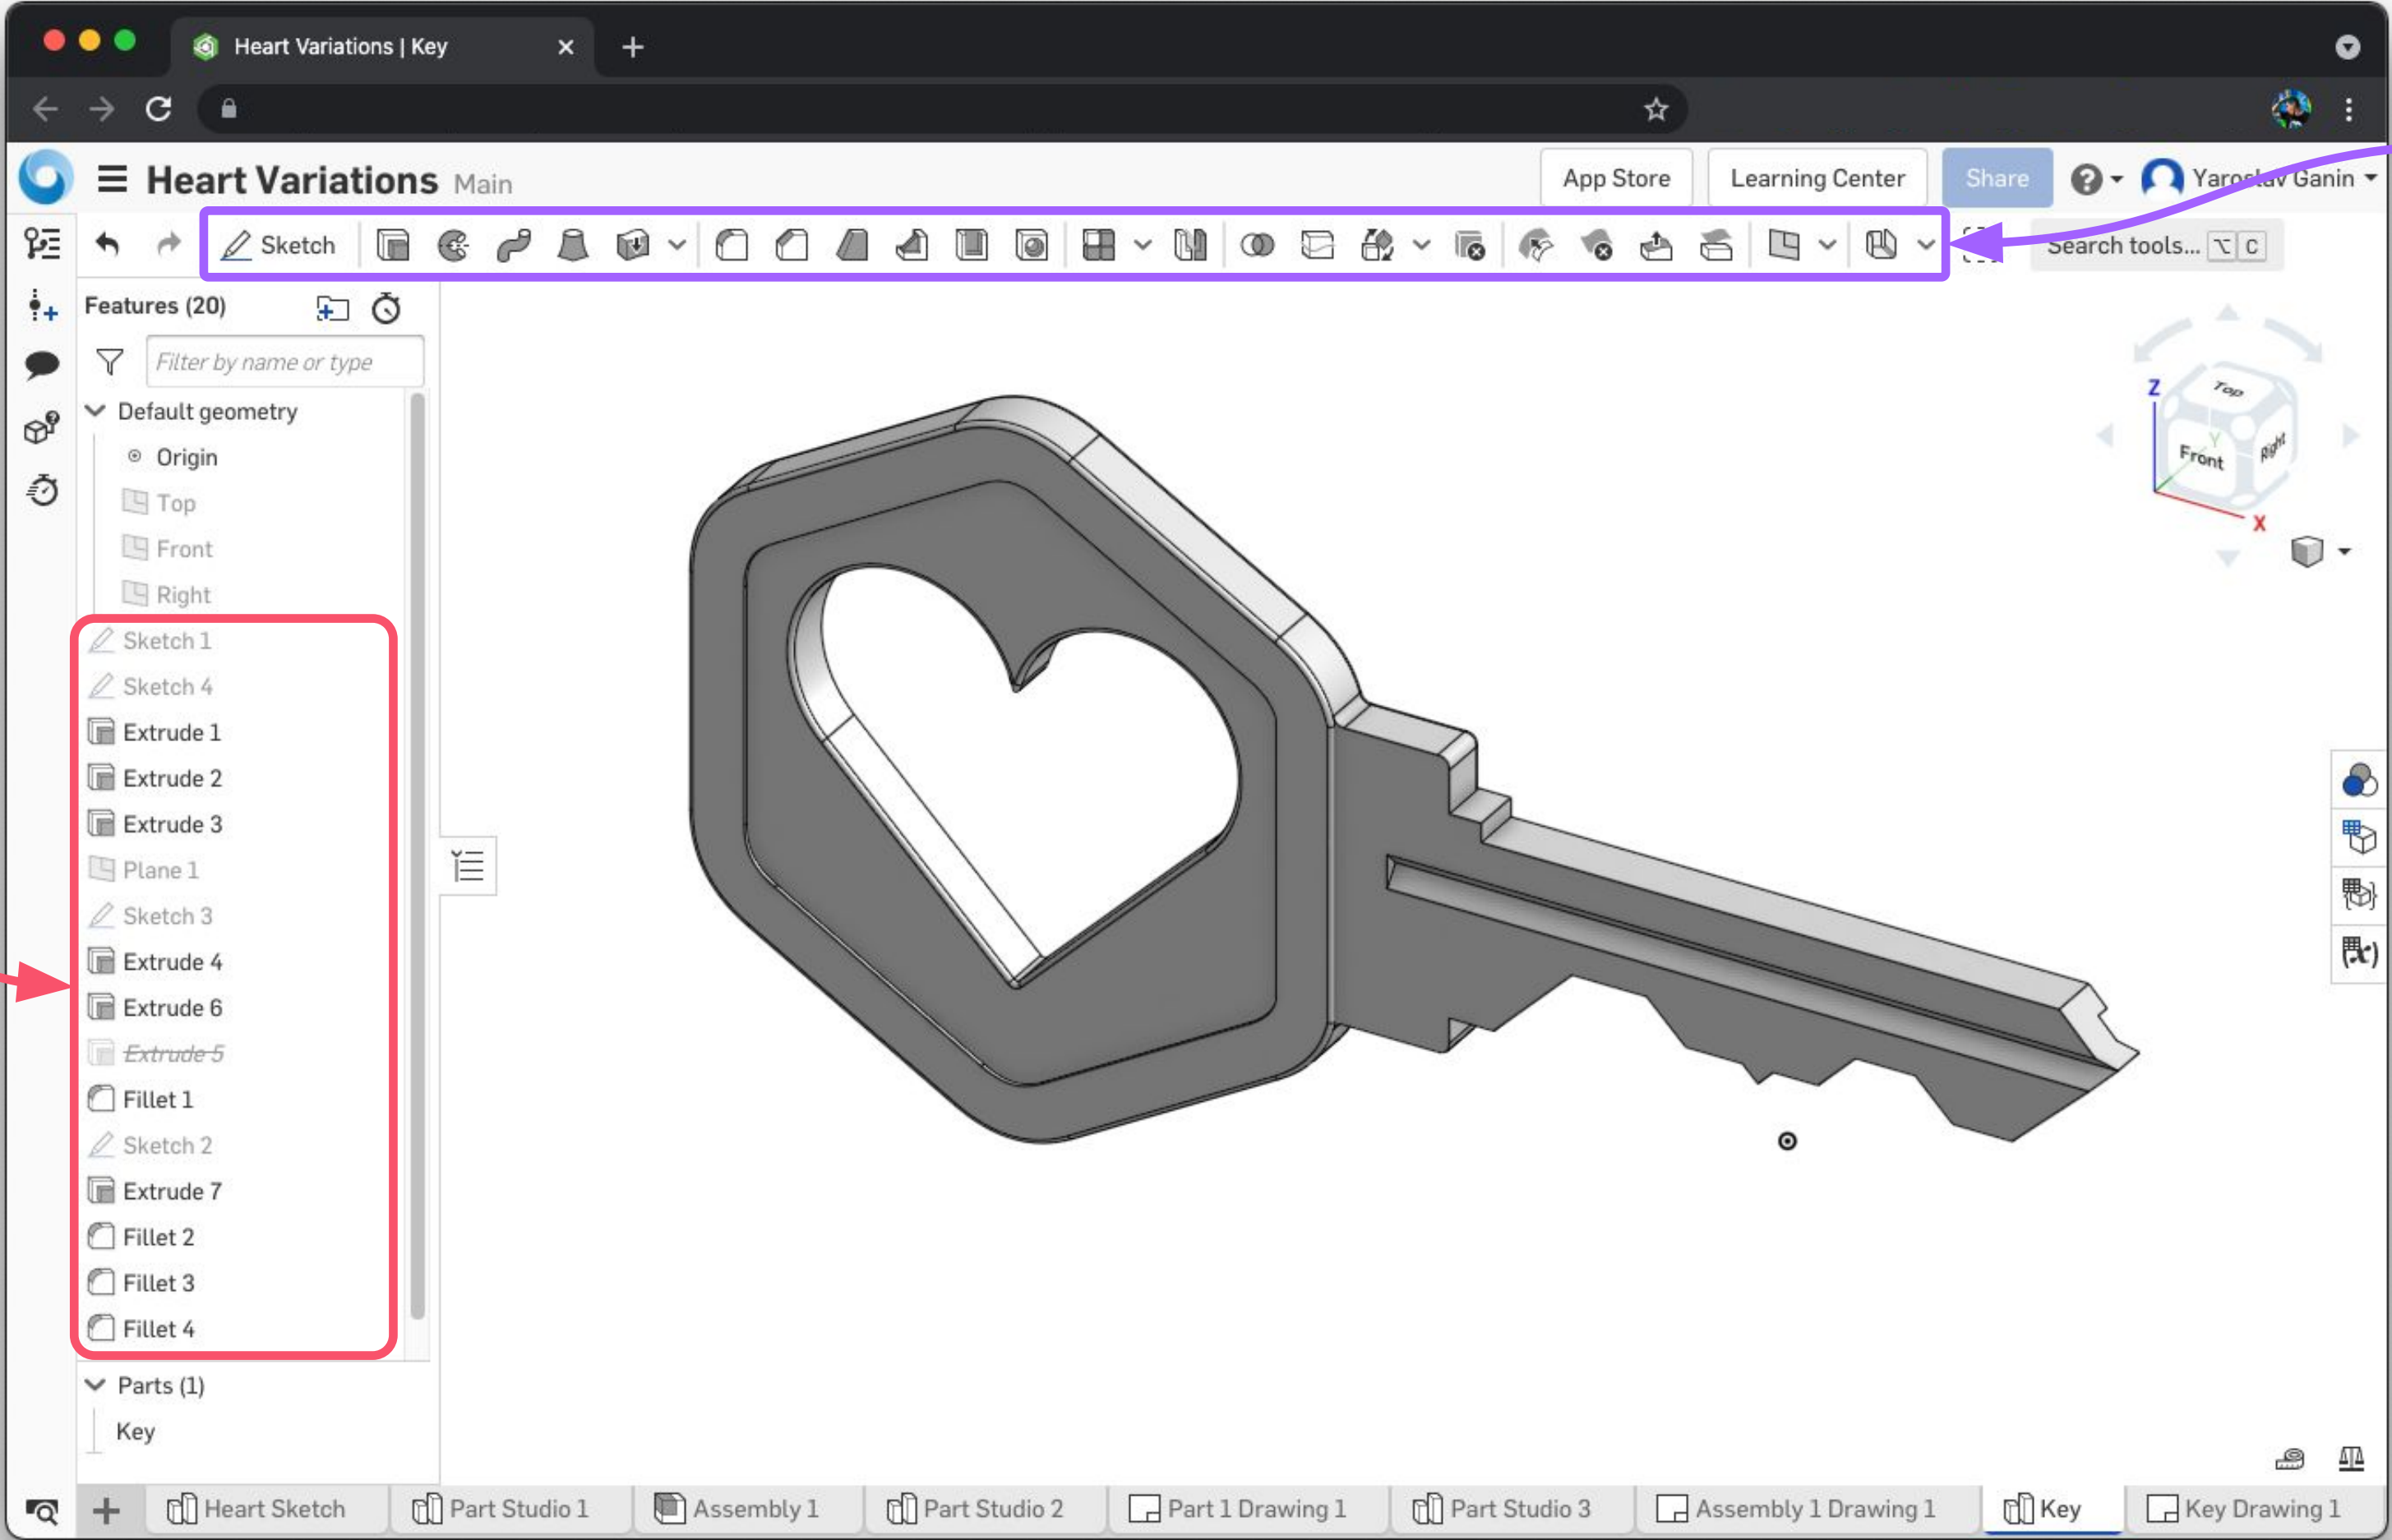 Heart Variations | Key
Heart Variations Main
App Store
Learning Center
Share
Yaroslav Ganin
Sketch
Search tools... ⌥ C
Features (20)
Filter by name or type
Default geometry
Origin
Top
Front
Right
Sketch 1
Sketch 4
Extrude 1
Extrude 2
Extrude 3
Plane 1
Sketch 3
Extrude 4
Extrude 6
Extrude 5
Fillet 1
Sketch 2
Extrude 7
Fillet 2
Fillet 3
Fillet 4
Parts (1)
Key
Z
Top
Y
Front
Right
X
(x)
Heart Sketch
Part Studio 1
Assembly 1
Part Studio 2
Part 1 Drawing 1
Part Studio 3
Assembly 1 Drawing 1
Key
Key Drawing 1